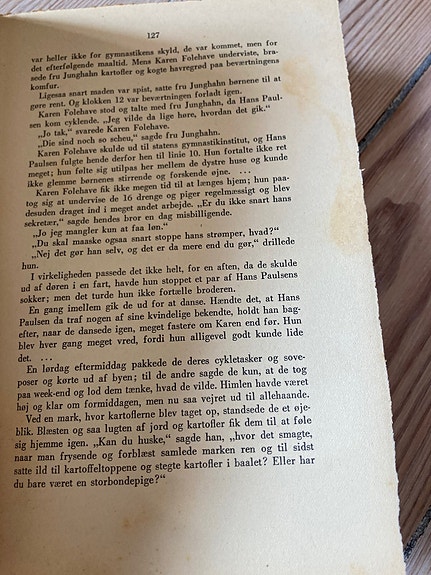 127
var heller ikke for gymnastikens skyld, de var kommet, men for
det efterfølgende maaltid. Mens Karen Folehave underviste, bra-
sede fru Junghahn kartofler og kogte havregrød paa beværtningens
komfur.
Ligesaa snart maden var spist, satte fru Junghahn børnene til at
gøre rent. Og klokken 12 var beværtningen forladt igen.
Karen Folehave stod og talte med fru Junghahn, da Hans Paul-
sen kom cyklende. „Jeg vilde da lige høre, hvordan det gik.“
„Jo tak,“ svarede Karen Folehave.
„Die sind noch so scheu,“ sagde fru Junghahn.
Karen Folehave skulde ud til statens gymnastikinstitut, og Hans
Paulsen fulgte hende derfor hen til linie 10. Hun fortalte ikke ret
meget; hun følte sig utilpas her mellem de dystre huse og kunde
ikke glemme børnenes stirrende og forskende øjne. ...
Karen Folehave fik ikke megen tid til at længes hjem; hun paa-
tog sig at undervise de 16 drenge og piger regelmæssigt og blev
desuden draget ind i meget andet arbejde. „Er du ikke snart hans
sekretær,“ sagde hendes bror en dag misbilligende.
„Jo jeg mangler kun at faa løn.“
„Du skal maaske ogsaa snart stoppe hans strømper, hvad?“
„Nej det gør han selv, og det er da mere end du gør,“ drillede
hun.
I virkeligheden passede det ikke helt, for en aften, da de skulde
ud af døren i en fart, havde hun stoppet et par af Hans Paulsens
sokker; men det turde hun ikke fortælle broderen.
En gang imellem gik de ud for at danse. Hændte det, at Hans
Paulsen da traf nogen af sine kvindelige bekendte, holdt han bag-
efter, naar de dansede igen, meget fastere om Karen end før. Hun
blev hver gang meget vred, fordi hun alligevel godt kunde lide
det. ...
En lørdag eftermiddag pakkede de deres cykletasker og sove-
poser og kørte ud af byen; til de andre sagde de kun, at de tog
paa week-end og lod dem tænke, hvad de vilde. Himlen havde været
høj og klar om formiddagen, men nu saa vejret ud til allehaande.
Ved en mark, hvor kartoflerne blev taget op, standsede de et øje-
blik. Blæsten og saa lugten af jord og kartofler fik dem til at føle
sig hjemme igen. „Kan du huske,“ sagde han, „hvor det smagte,
naar man frysende og forblæst samlede marken ren og til sidst
satte ild til kartoffeltoppene og stegte kartofler i baalet? Eller har
du bare været en storbondepige?“